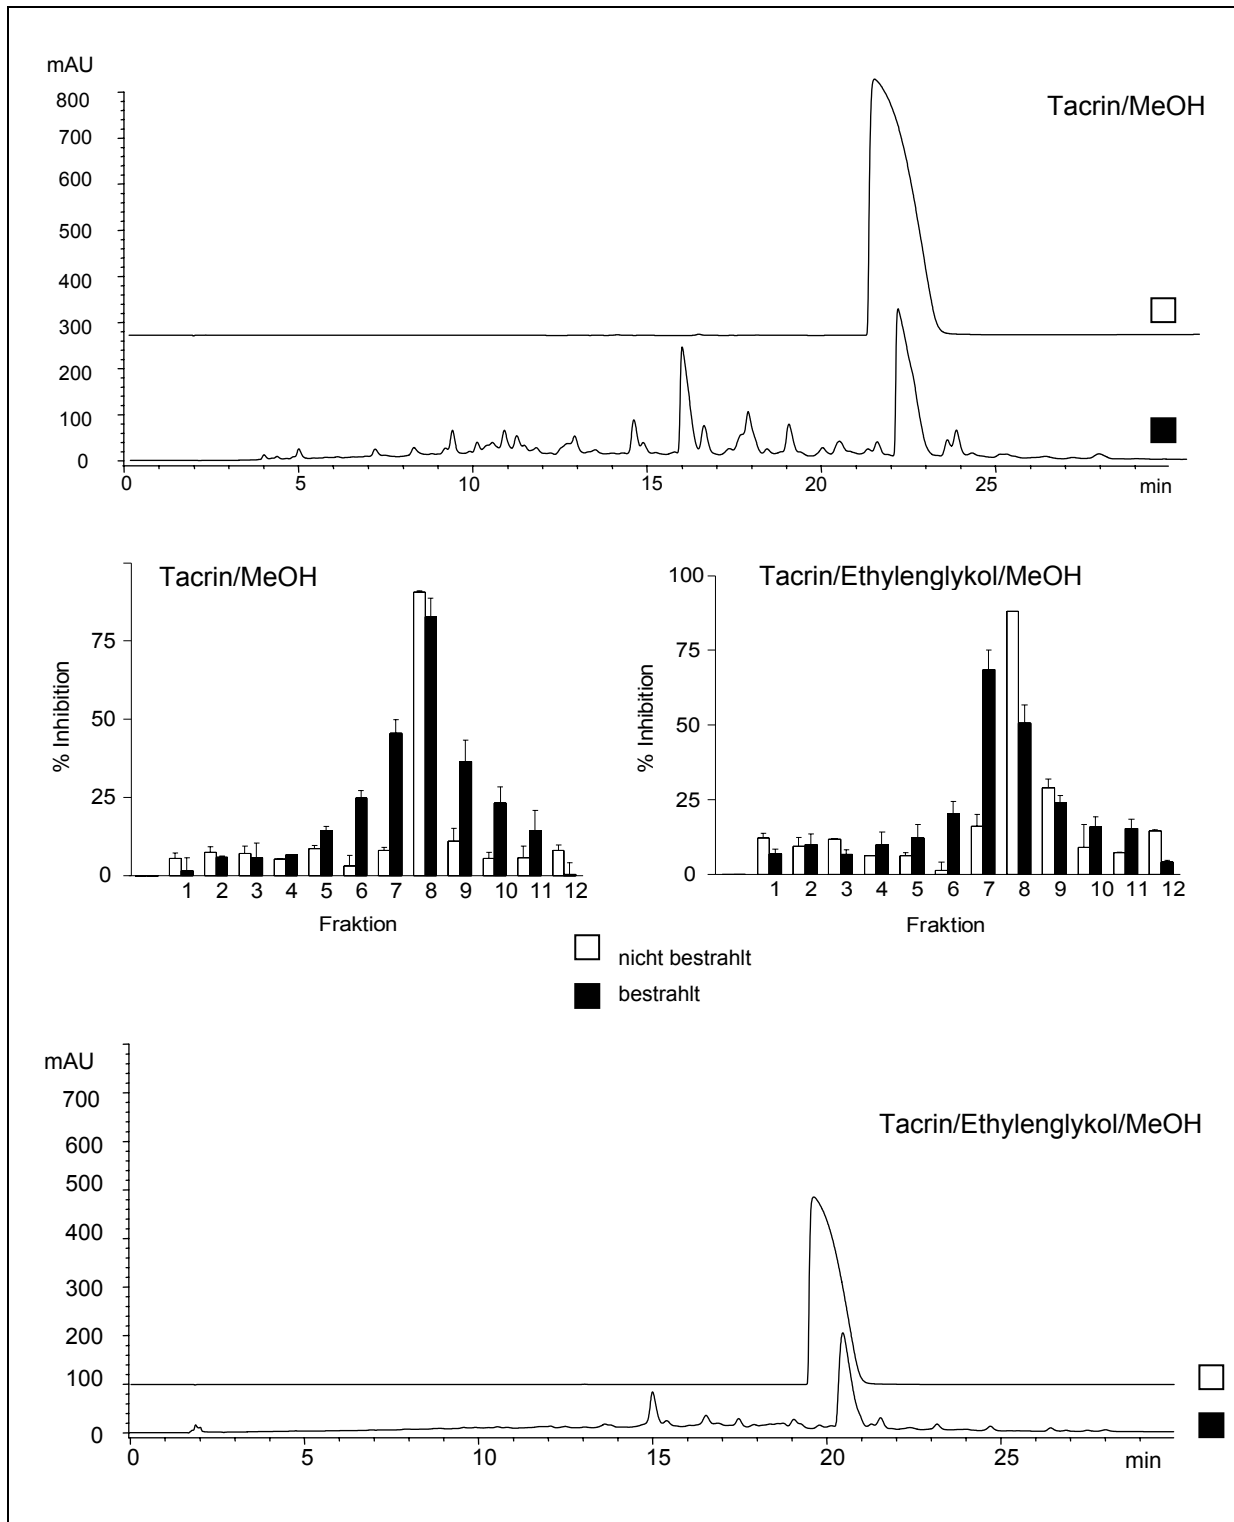 mAU
Tacrin/MeOH
800
700
600
500
400
300
200
100
0
0 5 10 15 20 25 min
Tacrin/MeOH
75
50
25
0
% Inhibition
1 2 3 4 5 6 7 8 9 10 11 12
Fraktion
Tacrin/Ethylenglykol/MeOH
100
75
50
25
0
% Inhibition
1 2 3 4 5 6 7 8 9 10 11 12
Fraktion
nicht bestrahlt
bestrahlt
mAU
Tacrin/Ethylenglykol/MeOH
700
600
500
400
300
200
100
0
0 5 10 15 20 25 min